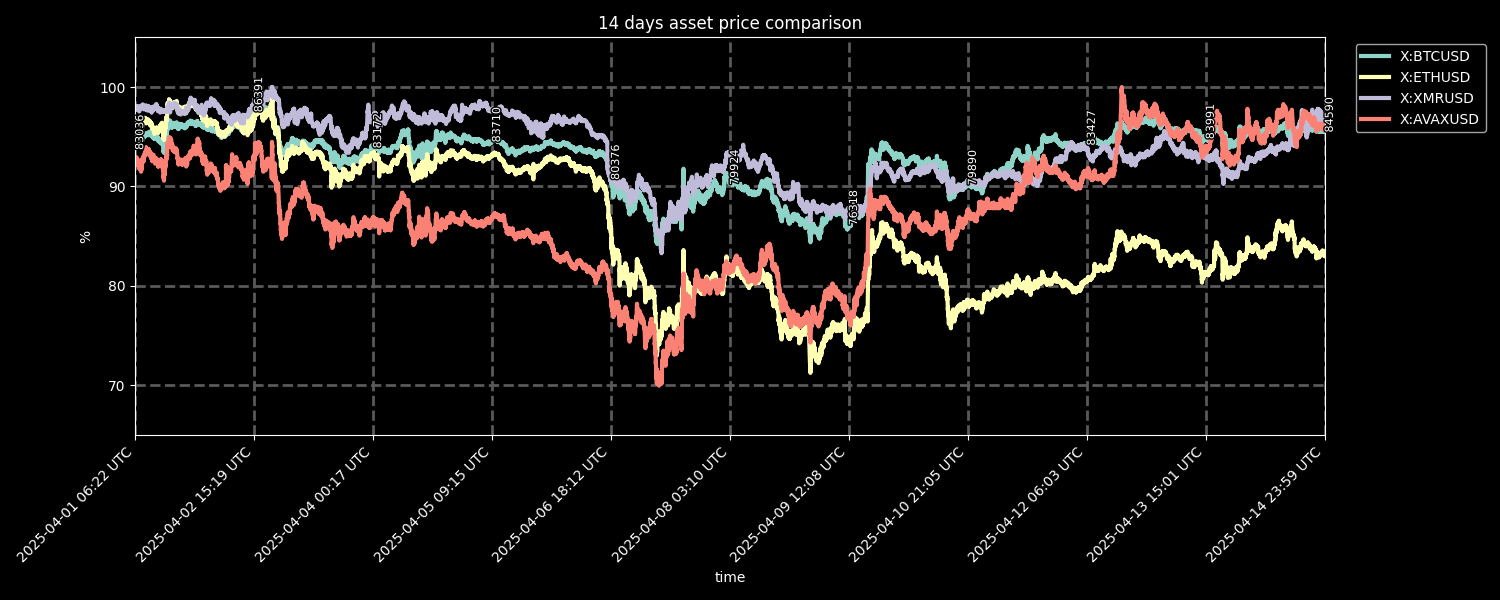 14 days asset price comparison
X:BTCUSD
X:ETHUSD
X:XMRUSD
X:AVAXUSD
100
90
80
70
%
86391
83710
80376
79924
76318
79890
83427
83991
84590
2025-04-01 06:22 UTC
2025-04-02 15:19 UTC
2025-04-04 00:17 UTC
2025-04-05 09:15 UTC
2025-04-06 18:12 UTC
2025-04-08 03:10 UTC
2025-04-09 12:08 UTC
2025-04-10 21:05 UTC
2025-04-12 06:03 UTC
2025-04-13 15:01 UTC
2025-04-14 23:59 UTC
time